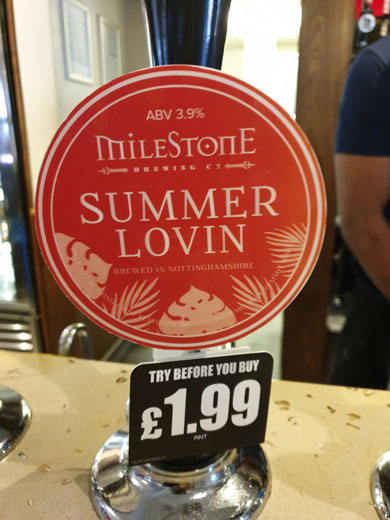 ABV 3.9%
MILESTONE
BREWING Co
SUMMER
LOVIN
BREWED IN NOTTINGHAMSHIRE
TRY BEFORE YOU BUY
£1.99
PINT